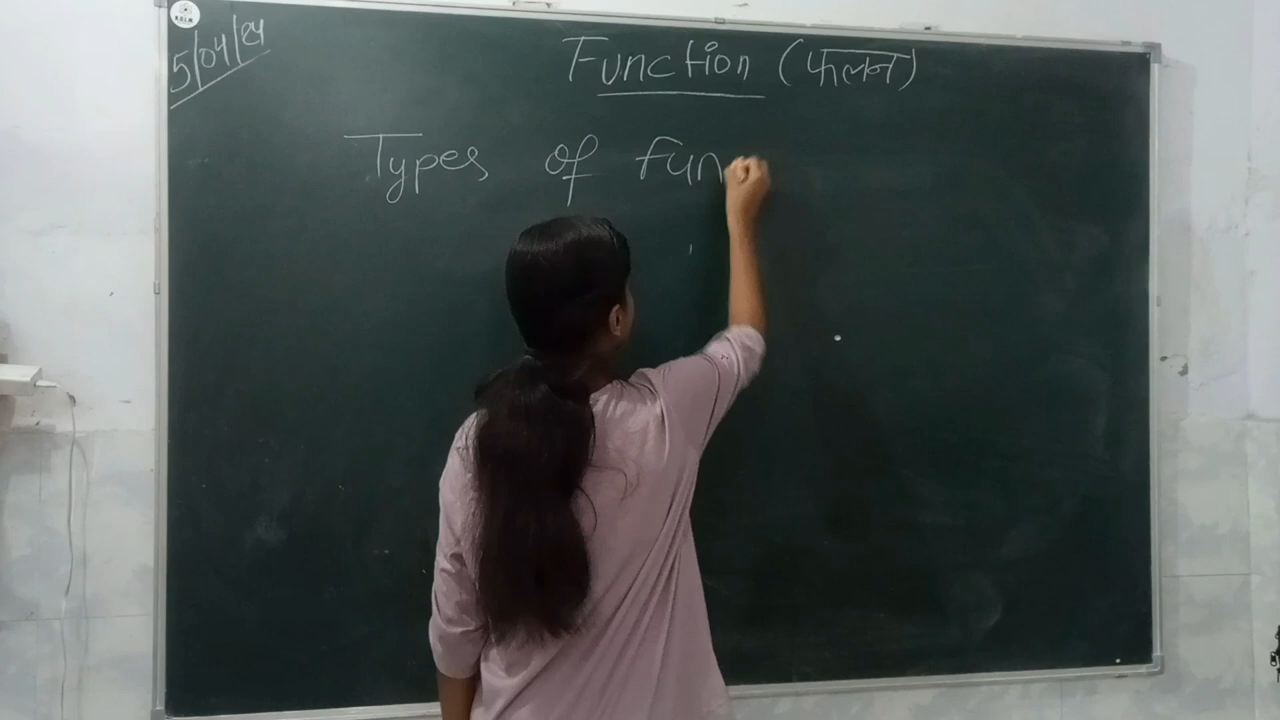 5/04/24
Function (फलन)
Types of Fun